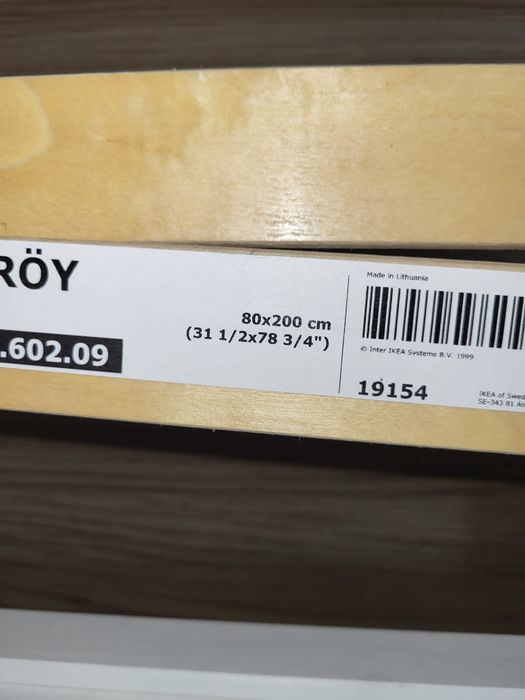 RÖY
.602.09
80x200 cm
(31 1/2x78 3/4")
Made in Lithuania
© Inter IKEA Systems B.V. 1999
19154
IKEA of Swed
SE-343 81 Äl